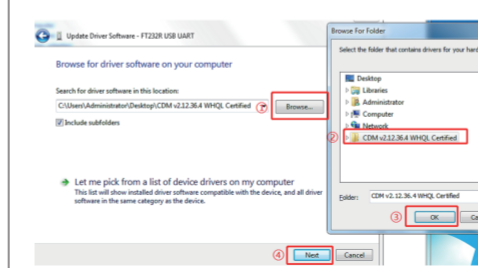 Update Driver Software - FT232R USB UART
Browse for driver software on your computer
Search for driver software in this location:
C:\Users\Administrator\Desktop\CDM v2.12.36.4 WHQL Certified
①
Browse...
Include subfolders
Let me pick from a list of device drivers on my computer
This list will show installed driver software compatible with the device, and all driver
software in the same category as the device.
④
Next
Cancel
Browse For Folder
Select the folder that contains drivers for your hard
Desktop
Libraries
Administrator
Computer
Network
②
CDM v2.12.36.4 WHQL Certified
Folder:
CDM v2.12.36.4 WHQL Certified
③
OK
Ca